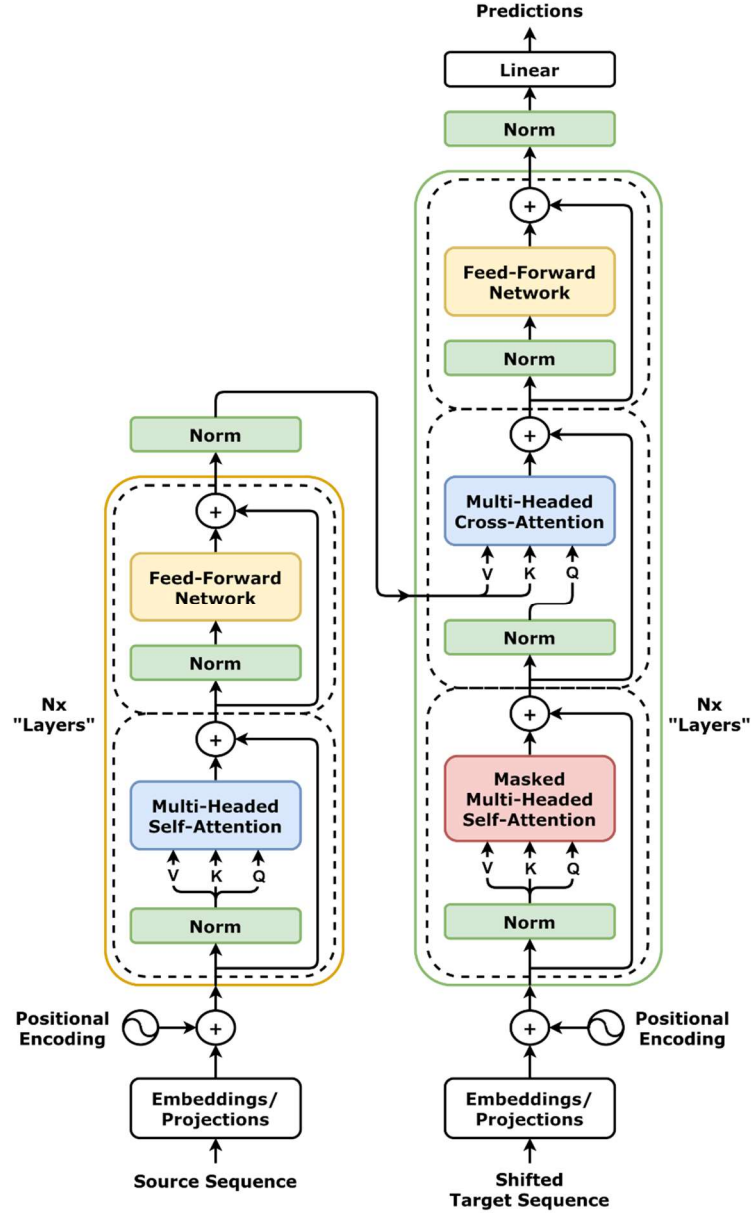 Predictions
Linear
Norm
+
Feed-Forward
Network
Norm
+
Multi-Headed
Cross-Attention
V K Q
Norm
+
Masked
Multi-Headed
Self-Attention
V K Q
Norm
Nx
"Layers"
+
Positional
Encoding
Embeddings/
Projections
Shifted
Target Sequence
Norm
+
Feed-Forward
Network
Norm
+
Multi-Headed
Self-Attention
V K Q
Norm
Nx
"Layers"
+
Positional
Encoding
Embeddings/
Projections
Source Sequence